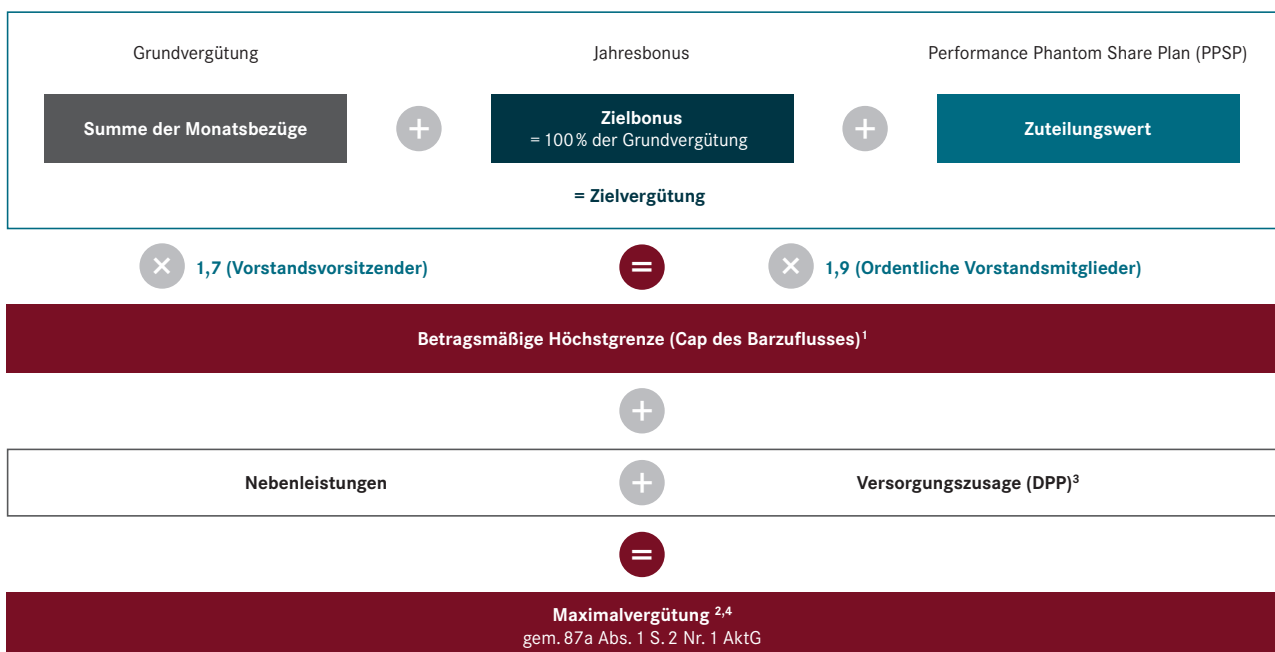 Grundvergütung
Jahresbonus
Performance Phantom Share Plan (PPSP)
Summe der Monatsbezüge
+
Zielbonus
= 100 % der Grundvergütung
+
Zuteilungswert
= Zielvergütung
× 1,7 (Vorstandsvorsitzender)
=
× 1,9 (Ordentliche Vorstandsmitglieder)
Betragsmäßige Höchstgrenze (Cap des Barzuflusses)¹
+
Nebenleistungen
+
Versorgungszusage (DPP)³
=
Maximalvergütung ²,⁴
gem. 87a Abs. 1 S. 2 Nr. 1 AktG